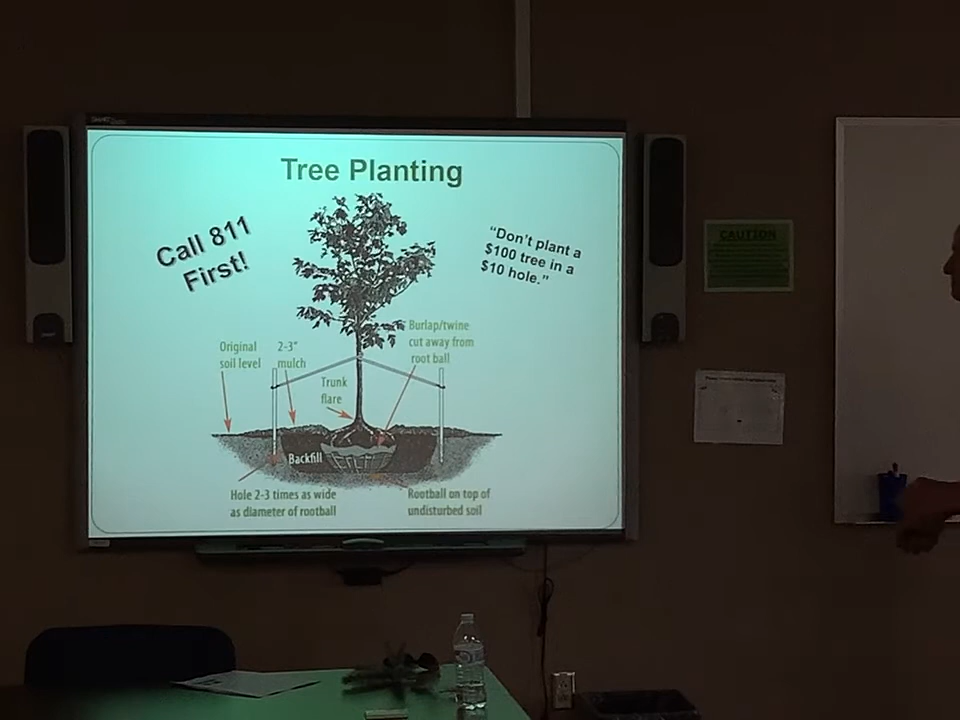 Tree Planting
Call 811
First!
"Don't plant a
$100 tree in a
$10 hole."
Burlap/twine
cut away from
root ball
Original
soil level
2-3"
mulch
Trunk
flare
Backfill
Hole 2-3 times as wide
as diameter of rootball
Rootball on top of
undisturbed soil
CAUTION